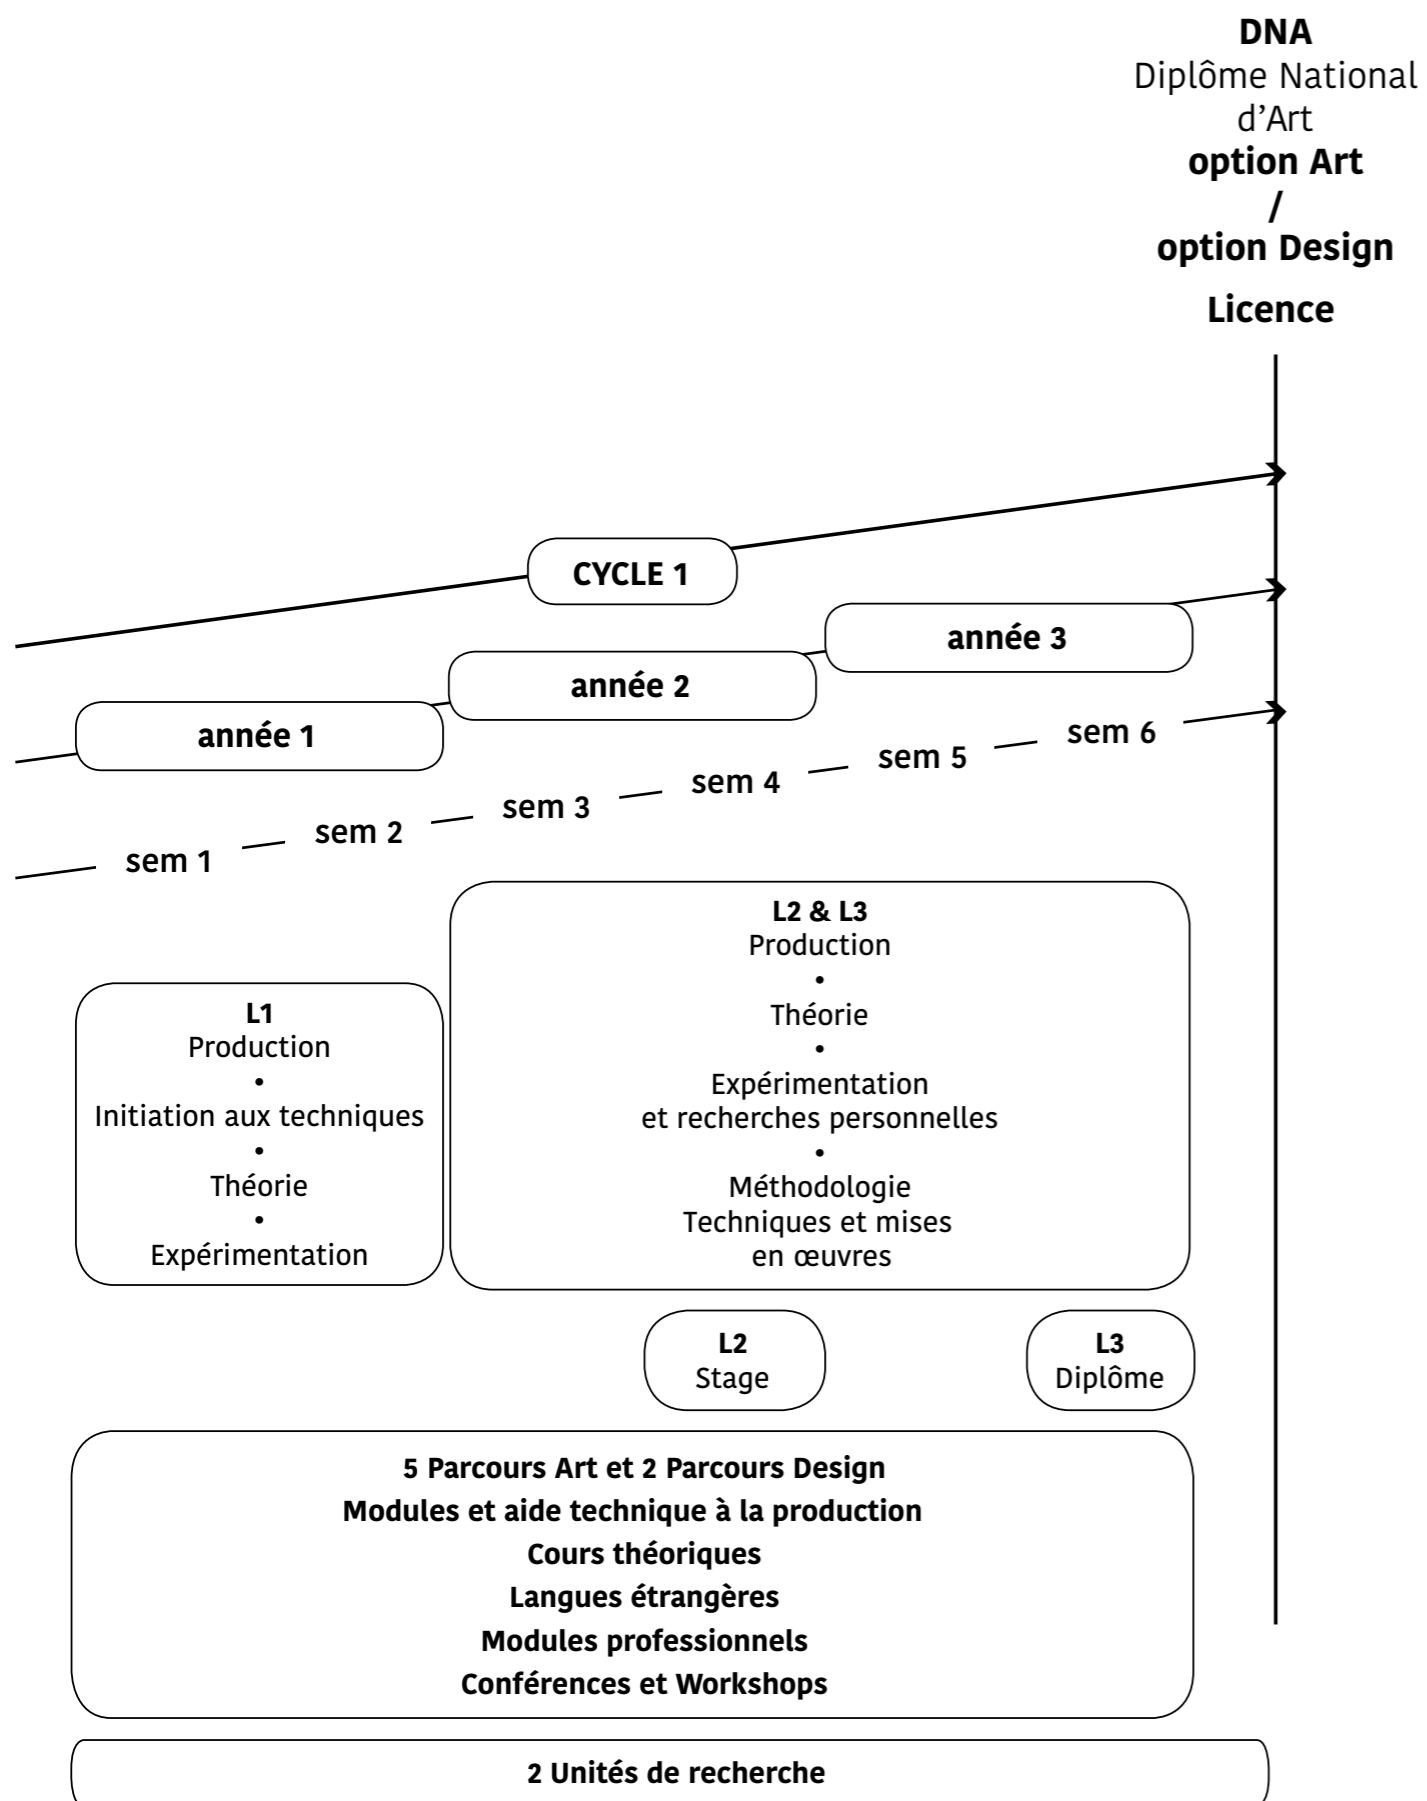 DNA
Diplôme National
d’Art
option Art
/
option Design
Licence
CYCLE 1
année 3
année 2
année 1
sem 6
sem 5
sem 4
sem 3
sem 2
sem 1
L2 & L3
Production
•
Théorie
•
Expérimentation
et recherches personnelles
•
Méthodologie
Techniques et mises
en œuvres
L1
Production
•
Initiation aux techniques
•
Théorie
•
Expérimentation
L2
Stage
L3
Diplôme
5 Parcours Art et 2 Parcours Design
Modules et aide technique à la production
Cours théoriques
Langues étrangères
Modules professionnels
Conférences et Workshops
2 Unités de recherche